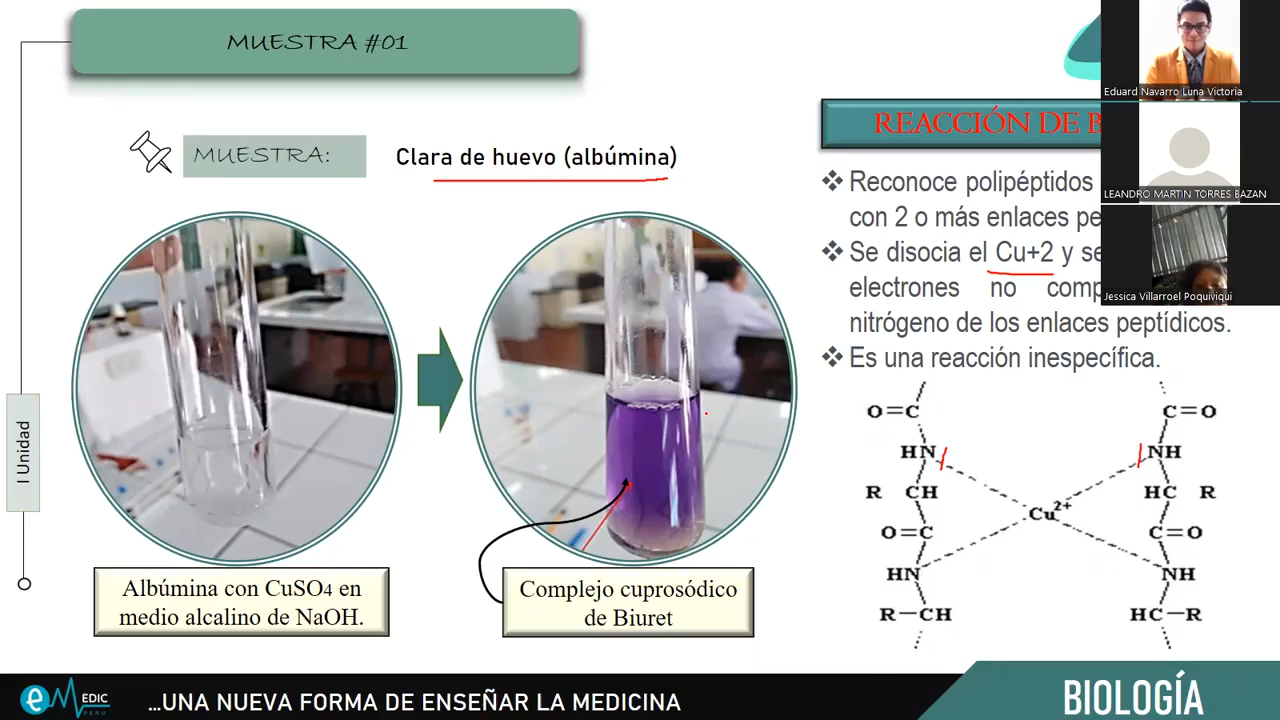 MUESTRA #01
MUESTRA:
Clara de huevo (albúmina)
I Unidad
Albúmina con CuSO4 en
medio alcalino de NaOH.
Complejo cuprosódico
de Biuret
REACCIÓN DE B
❖ Reconoce polipéptidos
con 2 o más enlaces pe
❖ Se disocia el Cu+2 y se
electrones no comp
nitrógeno de los enlaces peptídicos.
❖ Es una reacción inespecífica.
O=C C=O
HN NH
R CH HC R
Cu2+
O=C C=O
HN NH
R—CH HC—R
Eduard Navarro Luna Victoria
LEANDRO MARTIN TORRES BAZAN
Jessica Villarroel Poquiviqui
eMEDIC
PERÚ
...UNA NUEVA FORMA DE ENSEÑAR LA MEDICINA
BIOLOGÍA